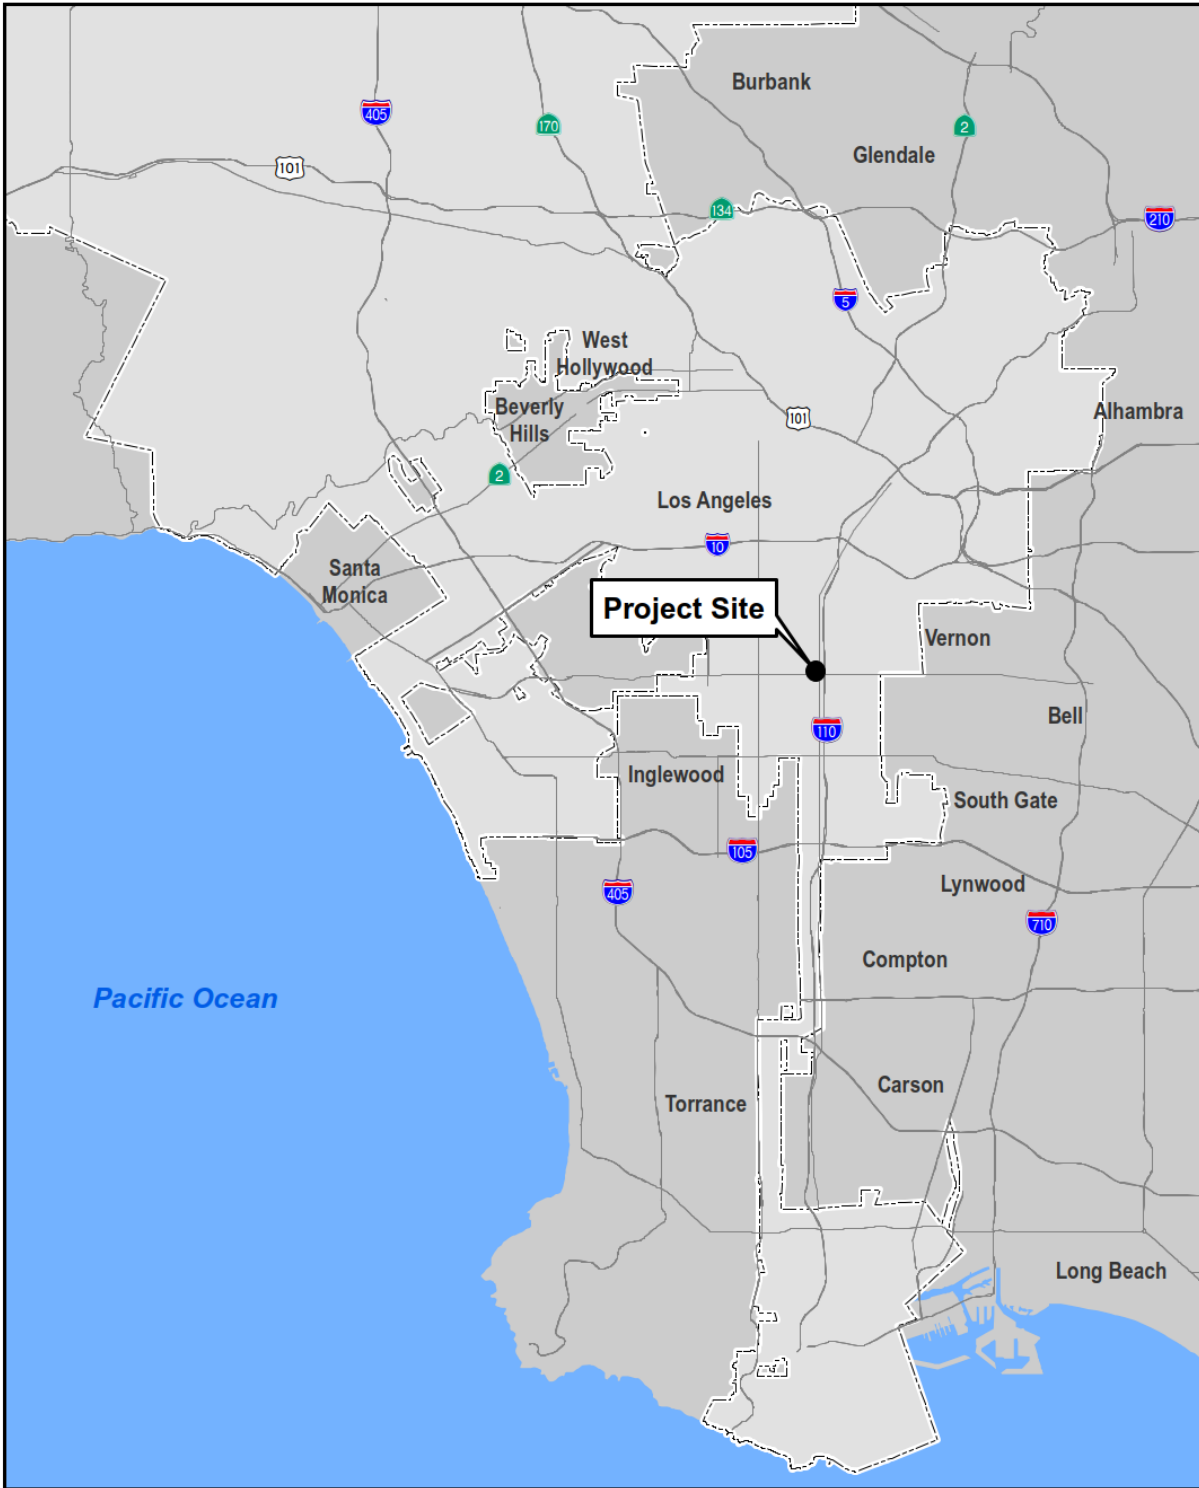 Burbank
405
170
2
Glendale
101
134
210
5
West
Hollywood
Beverly
Hills
101
Alhambra
2
Los Angeles
10
Santa
Monica
Project Site
Vernon
Bell
110
Inglewood
South Gate
105
Lynwood
405
710
Compton
Pacific Ocean
Carson
Torrance
Long Beach